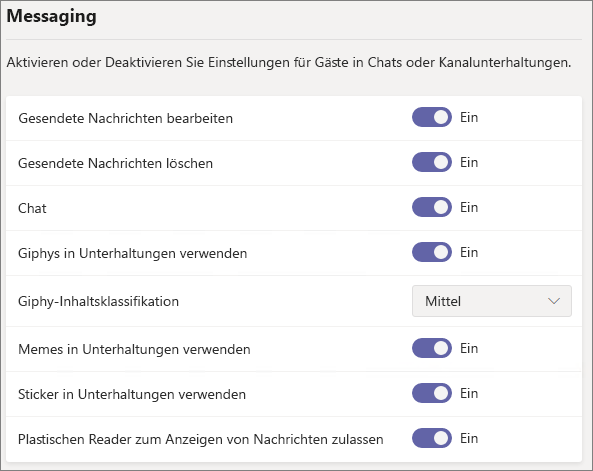 Messaging
Aktivieren oder Deaktivieren Sie Einstellungen für Gäste in Chats oder Kanalunterhaltungen.
Gesendete Nachrichten bearbeiten Ein
Gesendete Nachrichten löschen Ein
Chat Ein
Giphys in Unterhaltungen verwenden Ein
Giphy-Inhaltsklassifikation Mittel
Memes in Unterhaltungen verwenden Ein
Sticker in Unterhaltungen verwenden Ein
Plastischen Reader zum Anzeigen von Nachrichten zulassen Ein